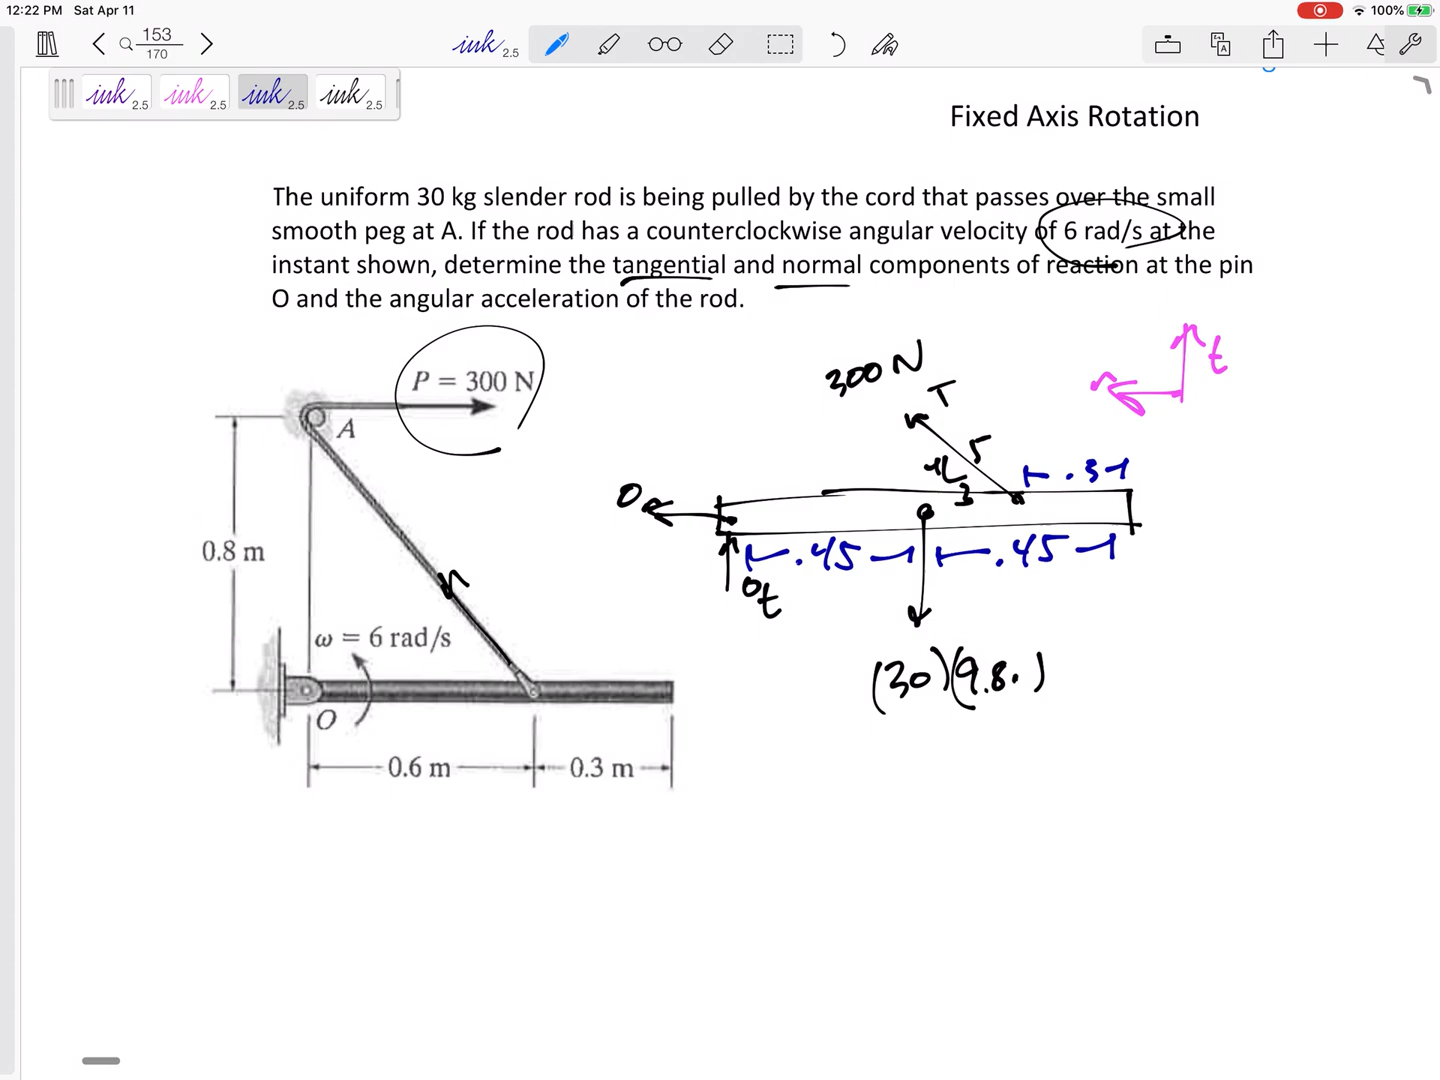 12:22 PM Sat Apr 11
100%
153
170
ink 2.5
ink 2.5
ink 2.5
ink 2.5
ink 2.5
Fixed Axis Rotation
The uniform 30 kg slender rod is being pulled by the cord that passes over the small
smooth peg at A. If the rod has a counterclockwise angular velocity of 6 rad/s at the
instant shown, determine the tangential and normal components of reaction at the pin
O and the angular acceleration of the rod.
P = 300 N
A
0.8 m
ω = 6 rad/s
O
0.6 m
0.3 m
300 N
T
5
4
3
n
t
.3
O
.45
.45
Ot
(30)(9.81)